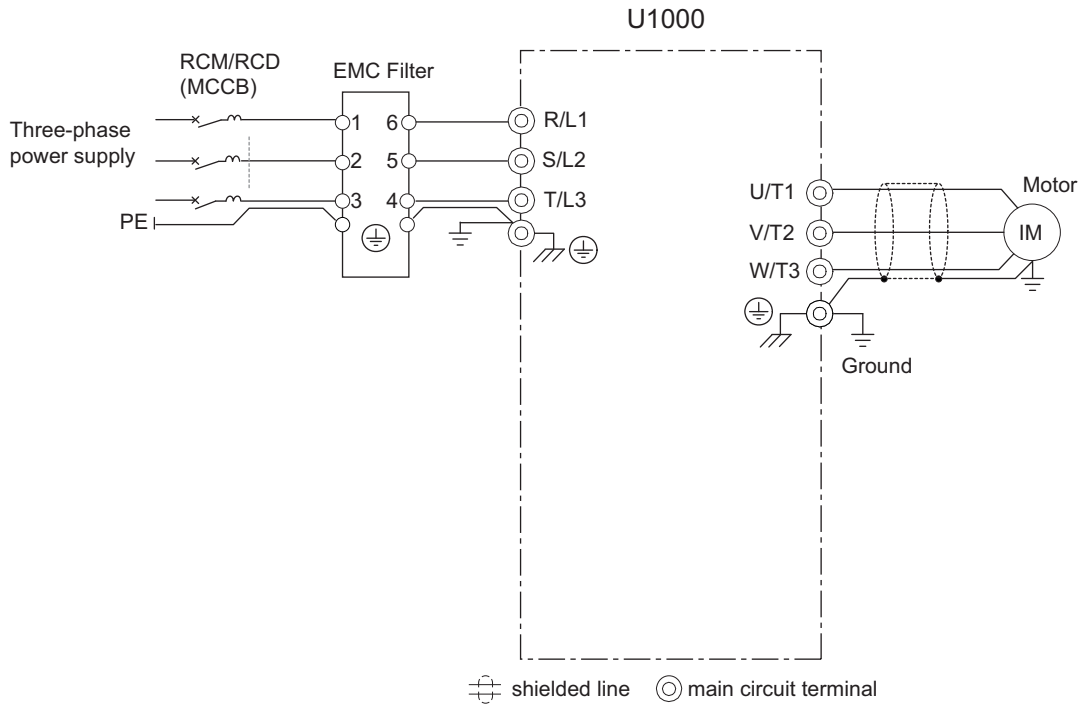 U1000
RCM/RCD
(MCCB)
EMC Filter
Three-phase
power supply
1 6
R/L1
2 5
S/L2
3 4
T/L3
PE
U/T1
V/T2
W/T3
Motor
IM
Ground
shielded line
main circuit terminal